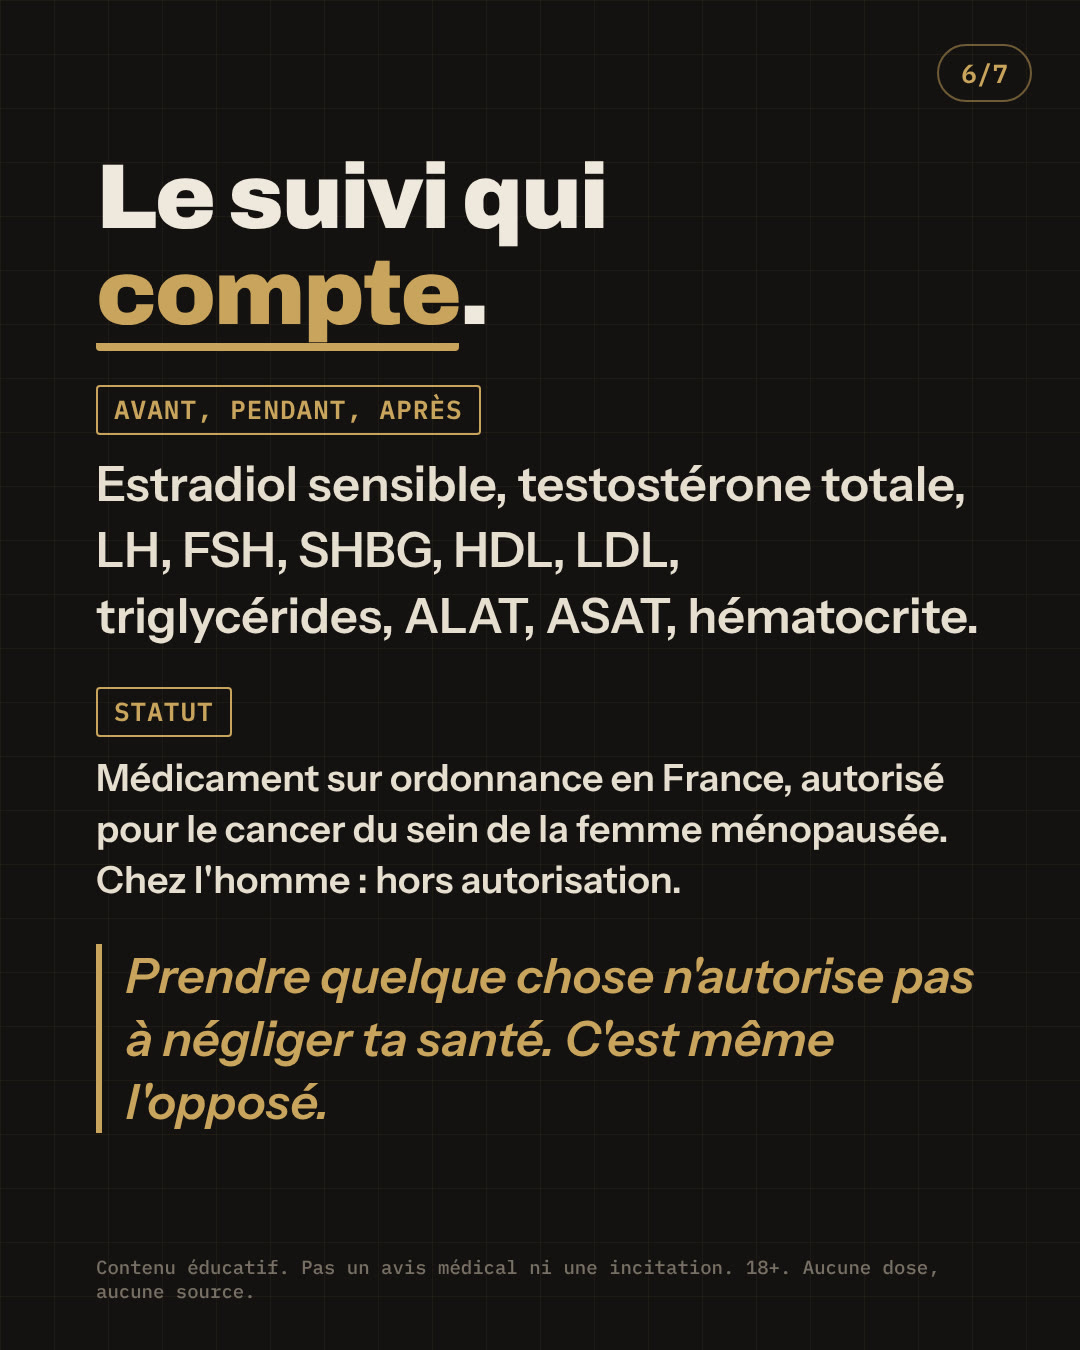 6/7
Le suivi qui
compte.
AVANT, PENDANT, APRÈS
Estradiol sensible, testostérone totale,
LH, FSH, SHBG, HDL, LDL,
triglycérides, ALAT, ASAT, hématocrite.
STATUT
Médicament sur ordonnance en France, autorisé
pour le cancer du sein de la femme ménopausée.
Chez l'homme : hors autorisation.
Prendre quelque chose n'autorise pas
à négliger ta santé. C'est même
l'opposé.
Contenu éducatif. Pas un avis médical ni une incitation. 18+. Aucune dose,
aucune source.